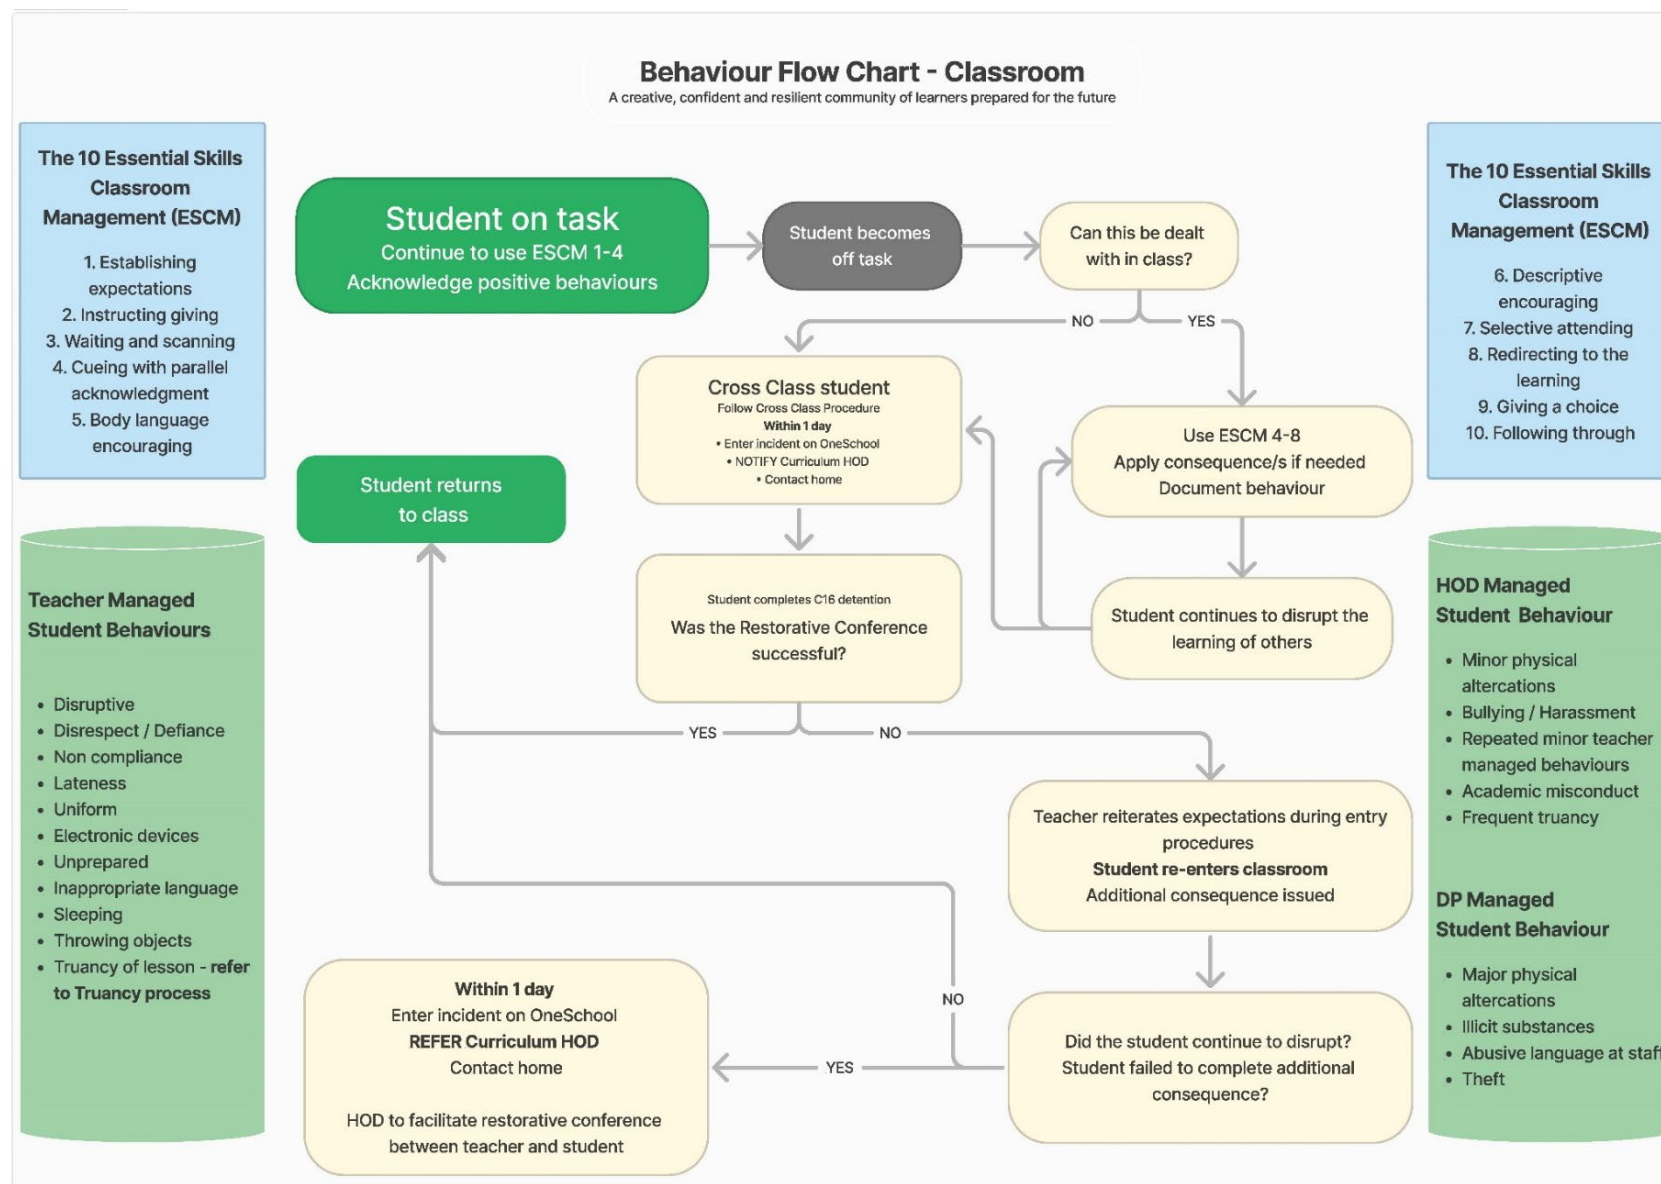 Behaviour Flow Chart - Classroom
A creative, confident and resilient community of learners prepared for the future
The 10 Essential Skills
Classroom
Management (ESCM)
1. Establishing
expectations
2. Instructing giving
3. Waiting and scanning
4. Cueing with parallel
acknowledgment
5. Body language
encouraging
Student on task
Continue to use ESCM 1-4
Acknowledge positive behaviours
Student becomes
off task
Can this be dealt
with in class?
NO
YES
The 10 Essential Skills
Classroom
Management (ESCM)
6. Descriptive
encouraging
7. Selective attending
8. Redirecting to the
learning
9. Giving a choice
10. Following through
Cross Class student
Follow Cross Class Procedure
Within 1 day
• Enter incident on OneSchool
• NOTIFY Curriculum HOD
• Contact home
Use ESCM 4-8
Apply consequence/s if needed
Document behaviour
Student returns
to class
Student completes C16 detention
Was the Restorative Conference
successful?
Student continues to disrupt the
learning of others
YES
NO
Teacher Managed
Student Behaviours
• Disruptive
• Disrespect / Defiance
• Non compliance
• Lateness
• Uniform
• Electronic devices
• Unprepared
• Inappropriate language
• Sleeping
• Throwing objects
• Truancy of lesson - refer
to Truancy process
Teacher reiterates expectations during entry
procedures
Student re-enters classroom
Additional consequence issued
HOD Managed
Student Behaviour
• Minor physical
altercations
• Bullying / Harassment
• Repeated minor teacher
managed behaviours
• Academic misconduct
• Frequent truancy
DP Managed
Student Behaviour
• Major physical
altercations
• Illicit substances
• Abusive language at staff
• Theft
Within 1 day
Enter incident on OneSchool
REFER Curriculum HOD
Contact home
HOD to facilitate restorative conference
between teacher and student
NO
YES
Did the student continue to disrupt?
Student failed to complete additional
consequence?